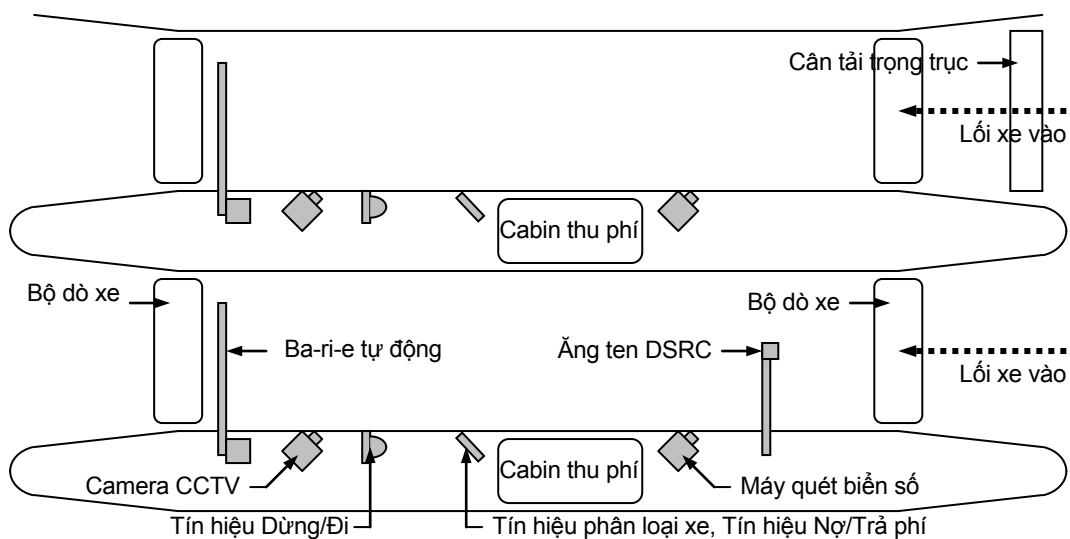 Cân tải trọng trục
Lối xe vào
Cabin thu phí
Bộ dò xe
Bộ dò xe
Ba-ri-e tự động
Ăng ten DSRC
Lối xe vào
Cabin thu phí
Camera CCTV
Máy quét biển số
Tín hiệu Dừng/Đi
Tín hiệu phân loại xe, Tín hiệu Nợ/Trả phí